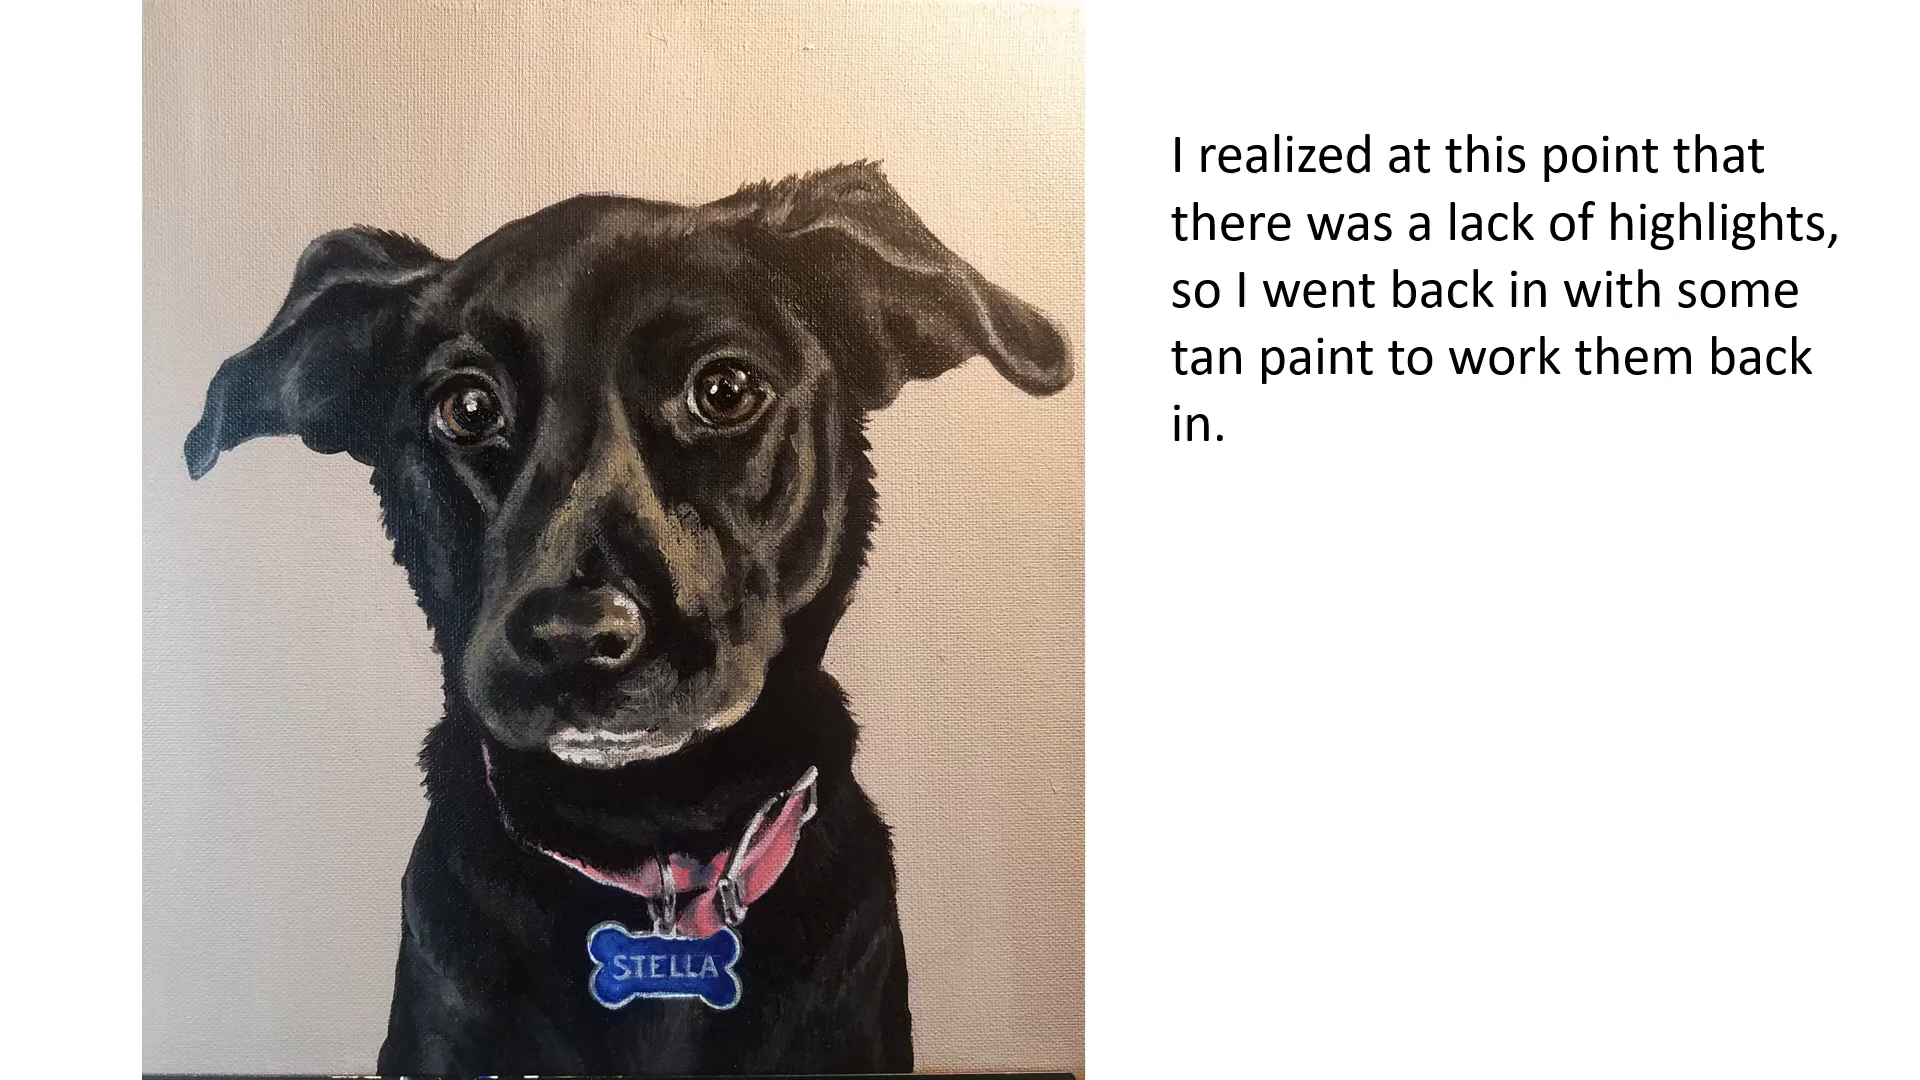 I realized at this point that
there was a lack of highlights,
so I went back in with some
tan paint to work them back
in.
STELLA